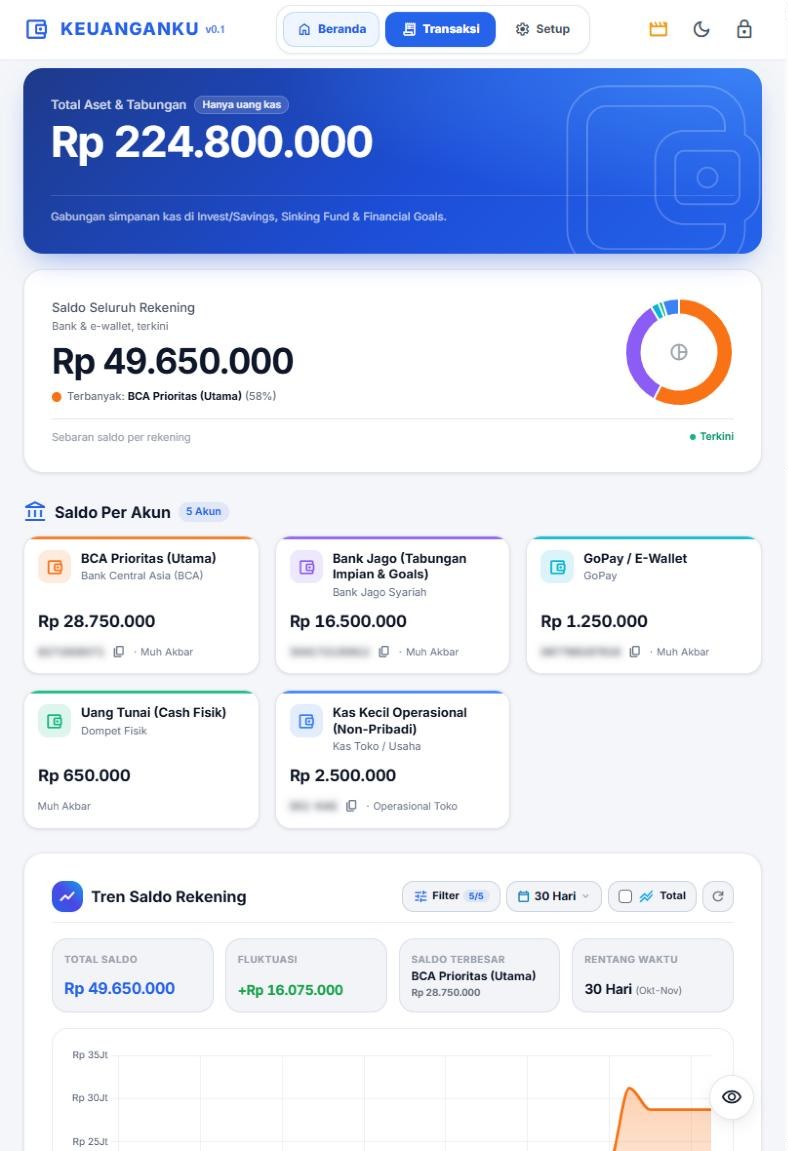 KEUANGANKU v0.1
Beranda
Transaksi
Setup
Total Aset & Tabungan Hanya uang kas
Rp 224.800.000
Gabungan simpanan kas di Invest/Savings, Sinking Fund & Financial Goals.
Saldo Seluruh Rekening
Bank & e-wallet, terkini
Rp 49.650.000
Terbanyak: BCA Prioritas (Utama) (58%)
Sebaran saldo per rekening
Terkini
Saldo Per Akun 5 Akun
BCA Prioritas (Utama)
Bank Central Asia (BCA)
Rp 28.750.000
· Muh Akbar
Bank Jago (Tabungan
Impian & Goals)
Bank Jago Syariah
Rp 16.500.000
· Muh Akbar
GoPay / E-Wallet
GoPay
Rp 1.250.000
· Muh Akbar
Uang Tunai (Cash Fisik)
Dompet Fisik
Rp 650.000
Muh Akbar
Kas Kecil Operasional
(Non-Pribadi)
Kas Toko / Usaha
Rp 2.500.000
· Operasional Toko
Tren Saldo Rekening
Filter 5/5
30 Hari
Total
TOTAL SALDO
Rp 49.650.000
FLUKTUASI
+Rp 16.075.000
SALDO TERBESAR
BCA Prioritas (Utama)
Rp 28.750.000
RENTANG WAKTU
30 Hari (Okt-Nov)
Rp 35Jt
Rp 30Jt
Rp 25Jt